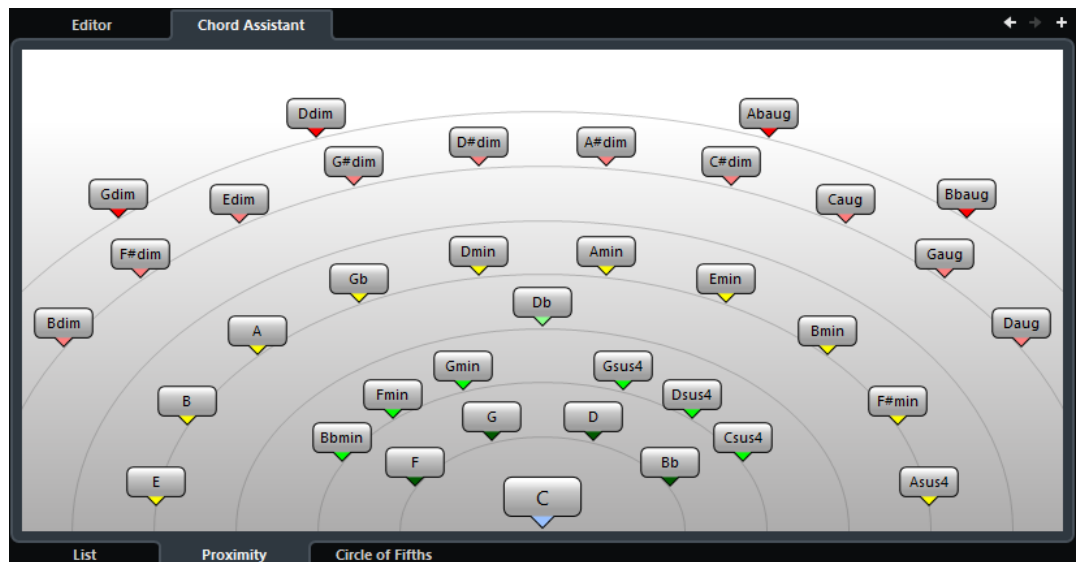 Editor
Chord Assistant
Ddim
Abaug
D#dim
A#dim
G#dim
C#dim
Gdim
Edim
Caug
Bbaug
F#dim
Dmin
Amin
Gaug
Gb
Emin
Db
Bdim
A
Bmin
Daug
Gmin
Gsus4
Fmin
Dsus4
B
F#min
G
D
Bbmin
Csus4
F
Bb
E
Asus4
C
List
Proximity
Circle of Fifths